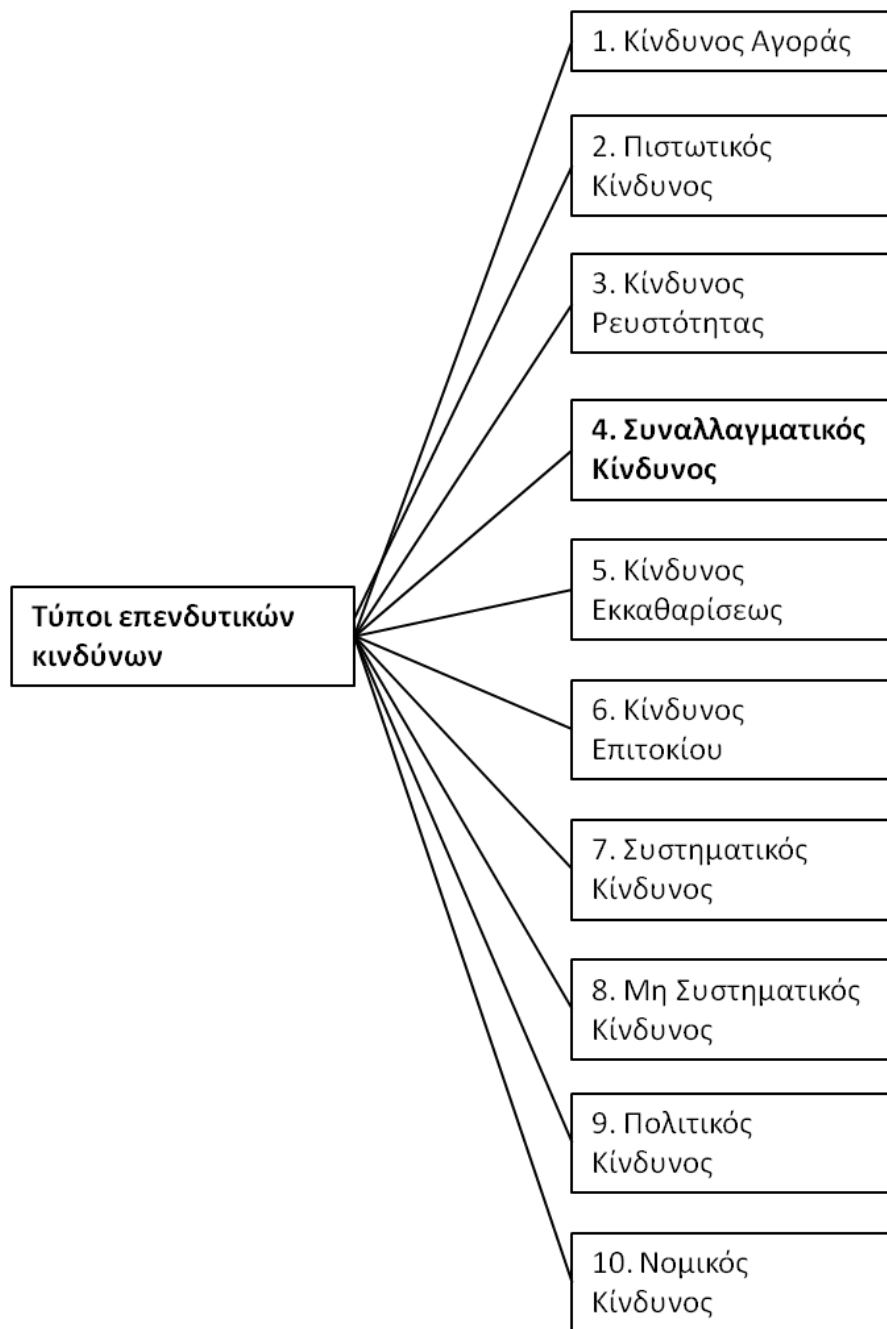 Τύποι επενδυτικών
κινδύνων
1. Κίνδυνος Αγοράς
2. Πιστωτικός
Κίνδυνος
3. Κίνδυνος
Ρευστότητας
4. Συναλλαγματικός
Κίνδυνος
5. Κίνδυνος
Εκκαθαρίσεως
6. Κίνδυνος
Επιτοκίου
7. Συστηματικός
Κίνδυνος
8. Μη Συστηματικός
Κίνδυνος
9. Πολιτικός
Κίνδυνος
10. Νομικός
Κίνδυνος